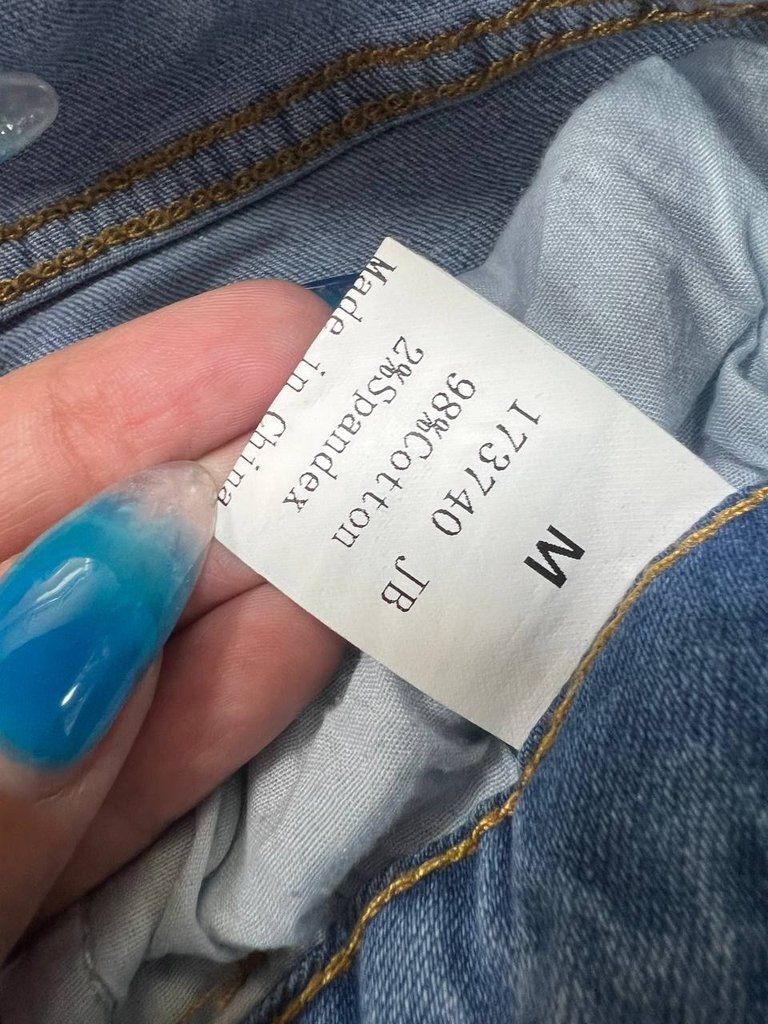 M
173740 JB
98%Cotton
2%Spandex
Made in China